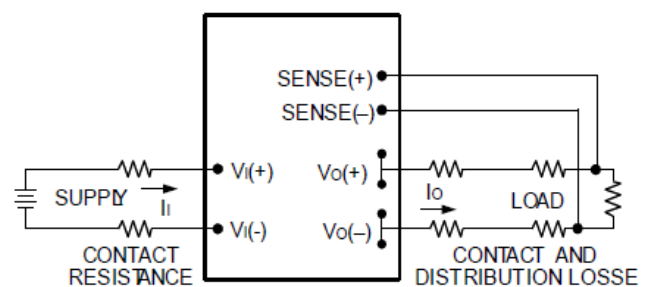 SENSE(+)
SENSE(–)
VI(+)
VO(+)
SUPPLY
II
IO
LOAD
VI(-)
VO(–)
CONTACT
RESISTANCE
CONTACT AND
DISTRIBUTION LOSSE